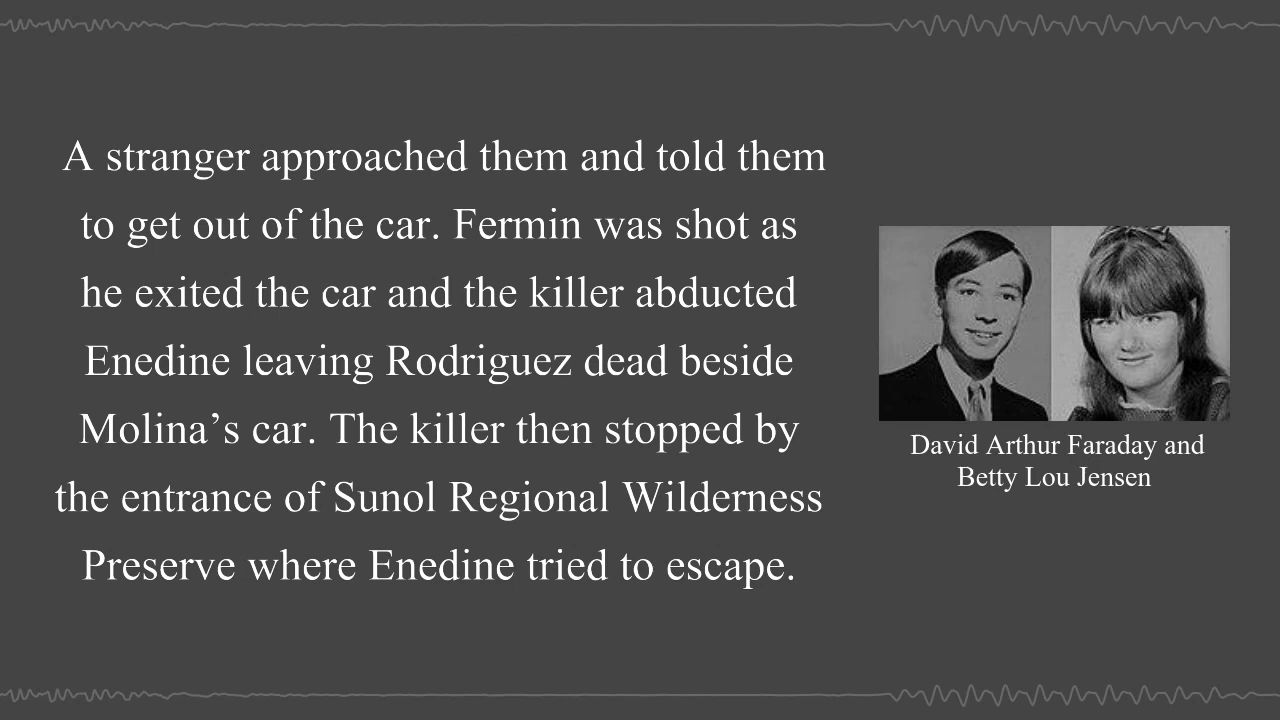 A stranger approached them and told them
to get out of the car. Fermin was shot as
he exited the car and the killer abducted
Enedine leaving Rodriguez dead beside
Molina’s car. The killer then stopped by
the entrance of Sunol Regional Wilderness
Preserve where Enedine tried to escape.
David Arthur Faraday and
Betty Lou Jensen